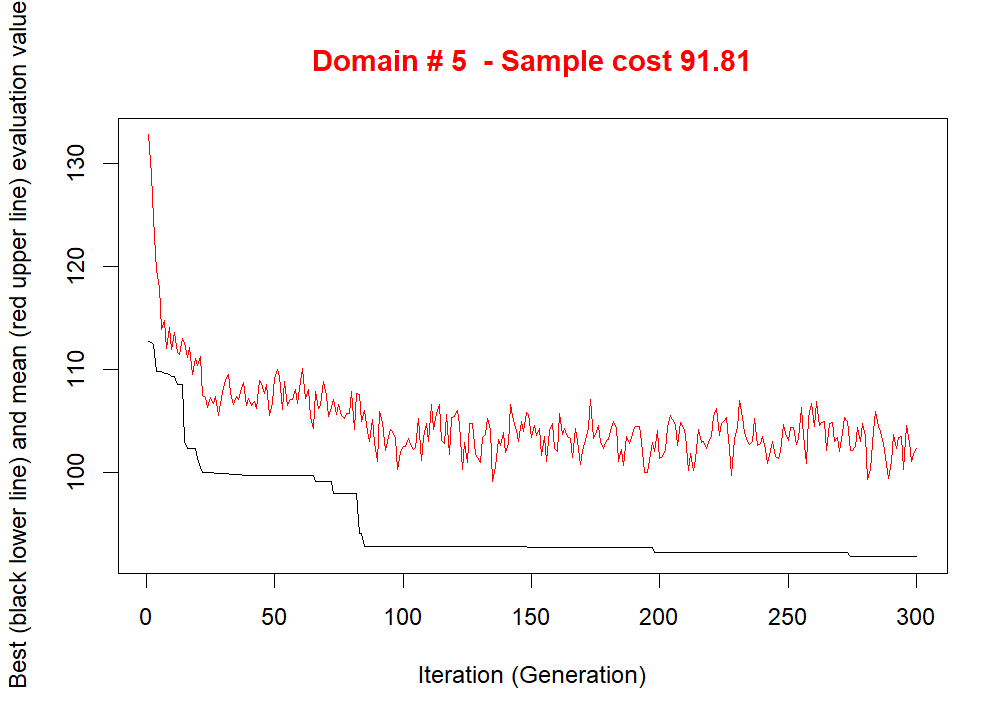 Domain # 5  - Sample cost 91.81
Best (black lower line) and mean (red upper line) evaluation value
130
120
110
100
0 50 100 150 200 250 300
Iteration (Generation)